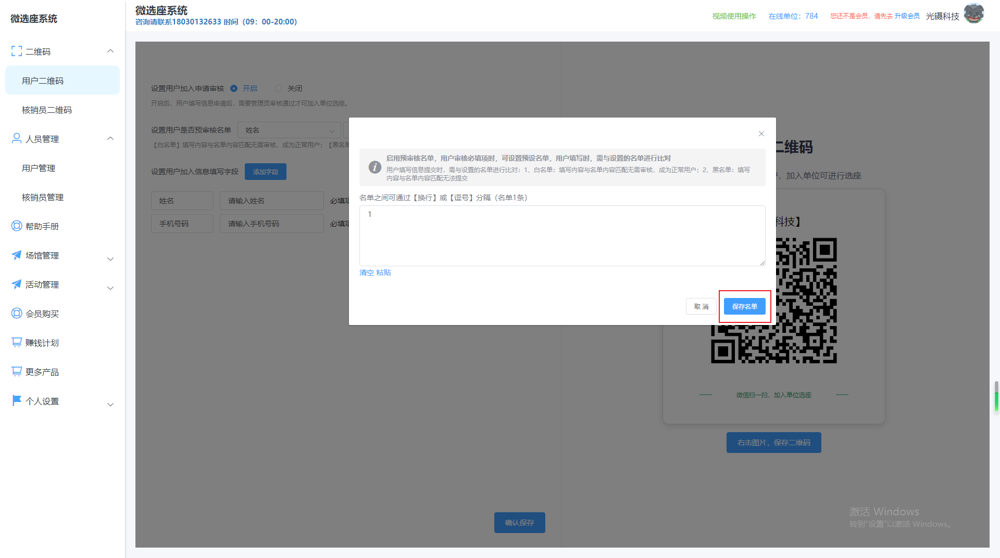 微选座系统
微选座系统
咨询请联系18030132633 时间（09：00-20:00）
视频使用操作
在线单位：784
您还不是会员，请先去 升级会员
光镊科技
二维码
用户二维码
核销员二维码
人员管理
用户管理
核销员管理
帮助手册
场馆管理
活动管理
会员购买
赚钱计划
更多产品
个人设置
设置用户加入申请审核 开启 关闭
开启后，用户填写信息申请后，需要管理员审核通过才可加入单位选座。
设置用户是否预审核名单 姓名
【白名单】填写内容与名单内容匹配无需审核，成为正常用户；【黑名
设置用户加入信息填写字段 添加字段
姓名 请输入姓名 必填项
手机号码 请输入手机号码 必填项
启用预审核名单，用户审核必填项时，可设置预设名单，用户填写时，需与设置的名单进行比对
用户填写信息提交时，需与设置的名单进行比对：1、白名单：填写内容与名单内容匹配无需审核，成为正常用户；2、黑名单：填写
内容与名单内容匹配无法提交
名单之间可通过【换行】或【逗号】分隔（名单1条）
1
清空 粘贴
取 消
保存名单
二维码
，加入单位可进行选座
科技】
微信扫一扫，加入单位选座
右击图片，保存二维码
确认保存
激活 Windows
转到"设置"以激活 Windows。